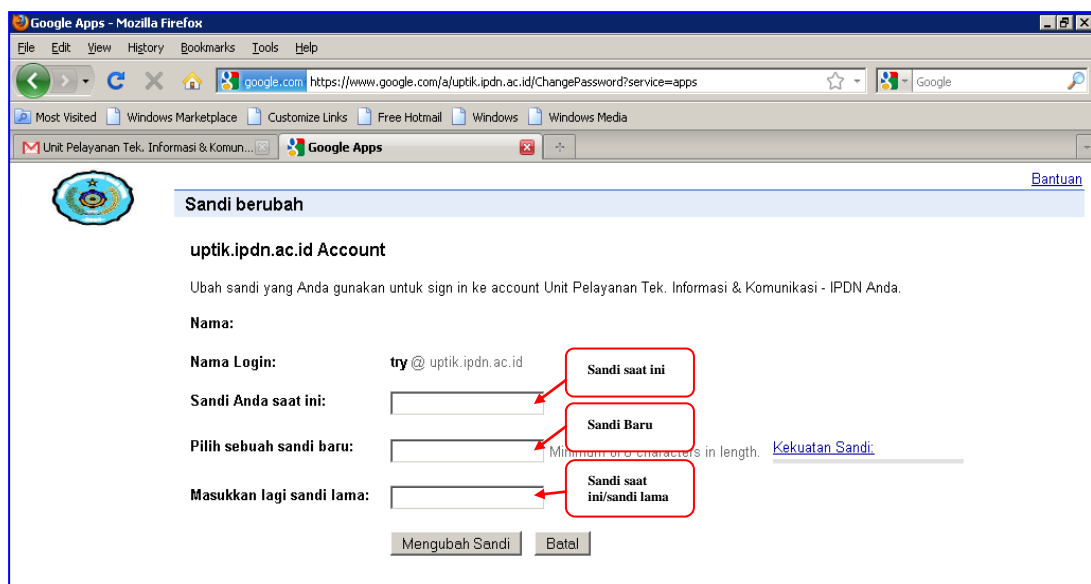 Google Apps - Mozilla Firefox
File Edit View History Bookmarks Tools Help
google.com https://www.google.com/a/uptik.ipdn.ac.id/ChangePassword?service=apps Google
Most Visited Windows Marketplace Customize Links Free Hotmail Windows Windows Media
Unit Pelayanan Tek. Informasi & Komun... Google Apps
Bantuan
Sandi berubah
uptik.ipdn.ac.id Account
Ubah sandi yang Anda gunakan untuk sign in ke account Unit Pelayanan Tek. Informasi & Komunikasi - IPDN Anda.
Nama:
Nama Login: try @ uptik.ipdn.ac.id
Sandi saat ini
Sandi Anda saat ini:
Sandi Baru
Pilih sebuah sandi baru: in length. Kekuatan Sandi:
Sandi saat
ini/sandi lama
Masukkan lagi sandi lama:
Mengubah Sandi Batal